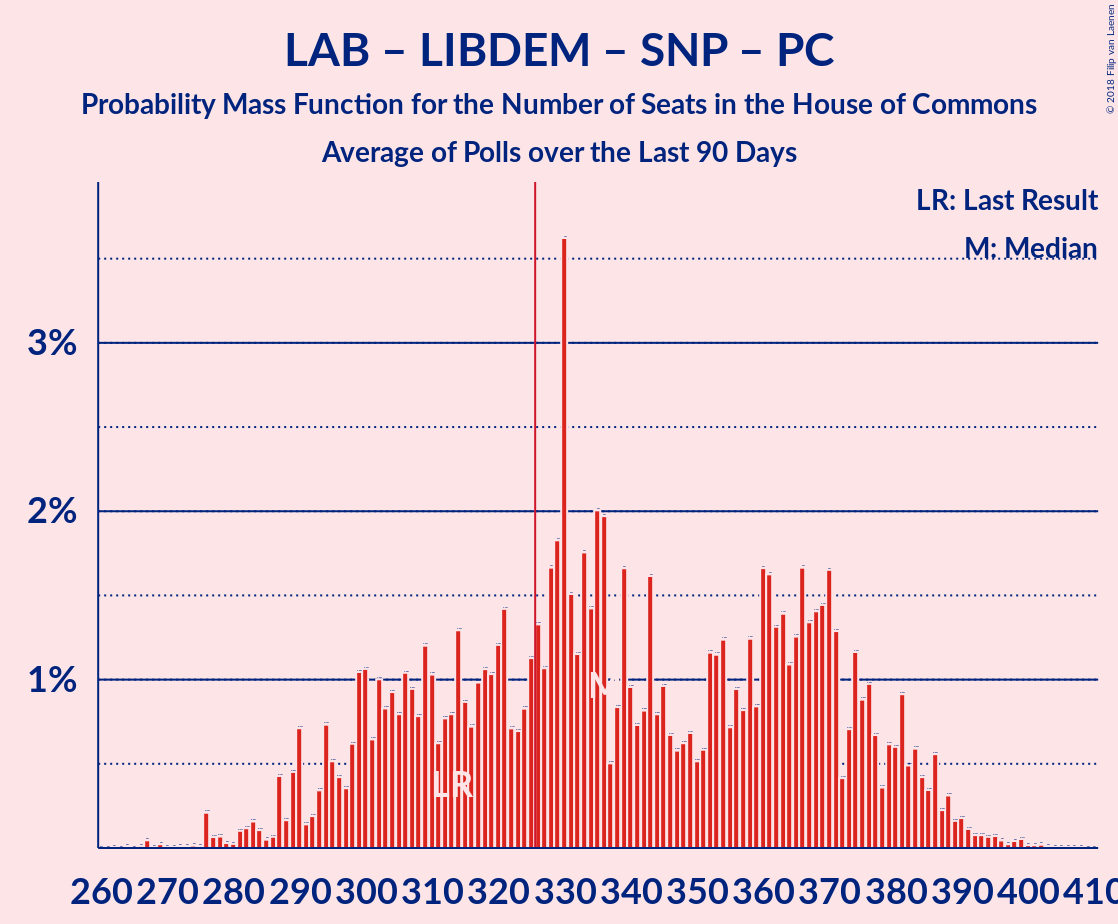 LAB – LIBDEM – SNP – PC
Probability Mass Function for the Number of Seats in the House of Commons
Average of Polls over the Last 90 Days
© 2018 Filip van Laenen
LR: Last Result
M: Median
3%
2%
1%
M
LR
260 270 280 290 300 310 320 330 340 350 360 370 380 390 400 410